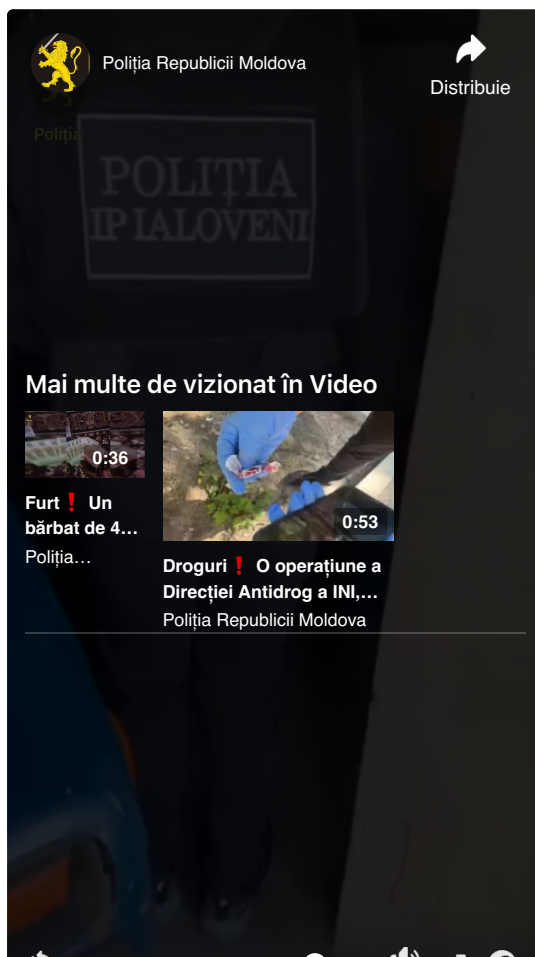 Poliția Republicii Moldova
Distribuie
Poliția
POLIȚIA
IP IALOVENI
Mai multe de vizionat în Video
0:36
Furt❗ Un
bărbat de 4...
Poliția...
0:53
Droguri❗ O operațiune a
Direcției Antidrog a INI,...
Poliția Republicii Moldova